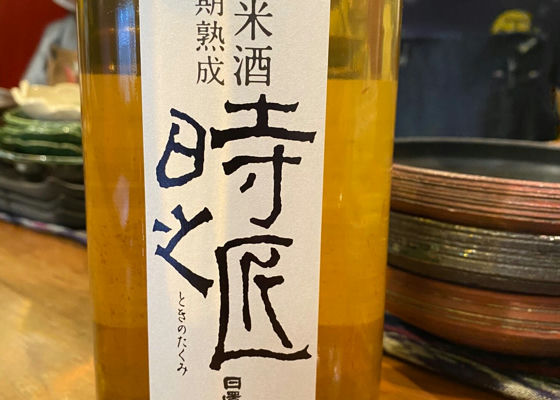 米酒
期熟成
時之匠
ときのたくみ